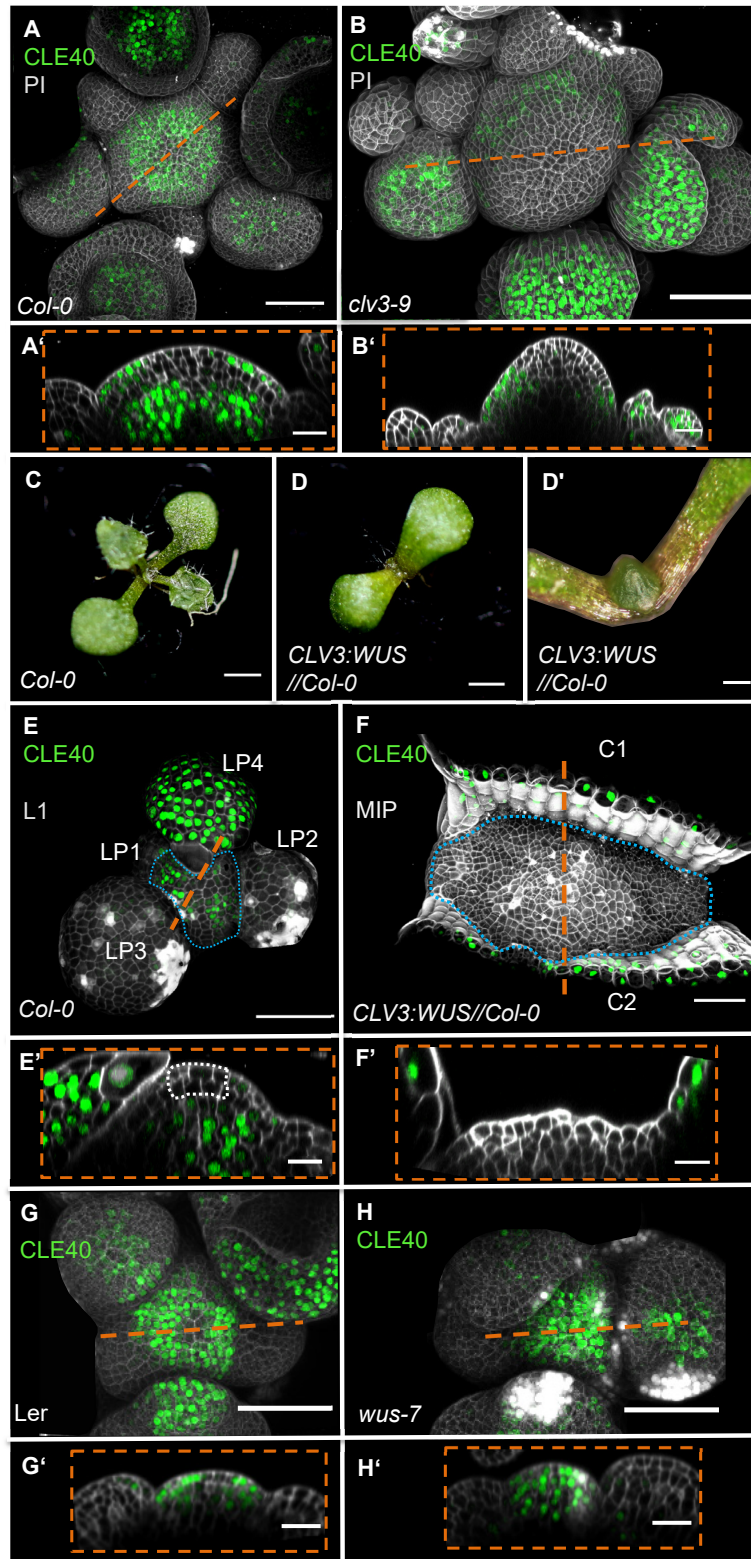 A
CLE40
PI
Col-0
B
CLE40
PI
clv3-9
A‘
B‘
C
Col-0
D
CLV3:WUS
//Col-0
D'
CLV3:WUS
//Col-0
E
CLE40
L1
LP4
LP1
LP2
LP3
Col-0
F
CLE40
MIP
C1
C2
CLV3:WUS//Col-0
E’
F’
G
CLE40
Ler
H
CLE40
wus-7
G‘
H‘